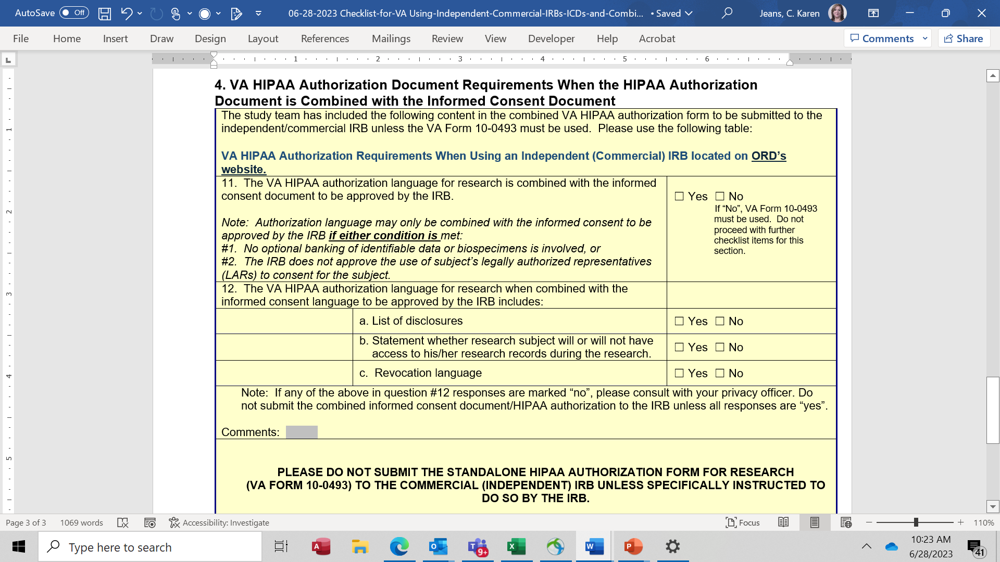 AutoSave Off 06-28-2023 Checklist-for-VA Using-Independent-Commercial-IRBs-ICDs-and-Combi... • Saved Jeans, C. Karen
File Home Insert Draw Design Layout References Mailings Review View Developer Help Acrobat Comments Share
1 2 3 4 5 6
4. VA HIPAA Authorization Document Requirements When the HIPAA Authorization
Document is Combined with the Informed Consent Document
The study team has included the following content in the combined VA HIPAA authorization form to be submitted to the
independent/commercial IRB unless the VA Form 10-0493 must be used.  Please use the following table:
VA HIPAA Authorization Requirements When Using an Independent (Commercial) IRB located on ORD's
website.
11.  The VA HIPAA authorization language for research is combined with the informed
consent document to be approved by the IRB.
Note:  Authorization language may only be combined with the informed consent to be
approved by the IRB if either condition is met:
#1.  No optional banking of identifiable data or biospecimens is involved, or
#2.  The IRB does not approve the use of subject's legally authorized representatives
(LARs) to consent for the subject.
☐ Yes ☐ No
If “No”, VA Form 10-0493
must be used.  Do not
proceed with further
checklist items for this
section.
12.  The VA HIPAA authorization language for research when combined with the
informed consent language to be approved by the IRB includes:
a. List of disclosures ☐ Yes ☐ No
b. Statement whether research subject will or will not have
access to his/her research records during the research. ☐ Yes ☐ No
c.  Revocation language ☐ Yes ☐ No
Note:  If any of the above in question #12 responses are marked “no”, please consult with your privacy officer. Do
not submit the combined informed consent document/HIPAA authorization to the IRB unless all responses are “yes”.
Comments:
PLEASE DO NOT SUBMIT THE STANDALONE HIPAA AUTHORIZATION FORM FOR RESEARCH
(VA FORM 10-0493) TO THE COMMERCIAL (INDEPENDENT) IRB UNLESS SPECIFICALLY INSTRUCTED TO
DO SO BY THE IRB.
1
2
3
4
5
Page 3 of 3 1069 words Accessibility: Investigate Focus 110%
Type here to search A O T 9+ X W P 10:23 AM
6/28/2023 41